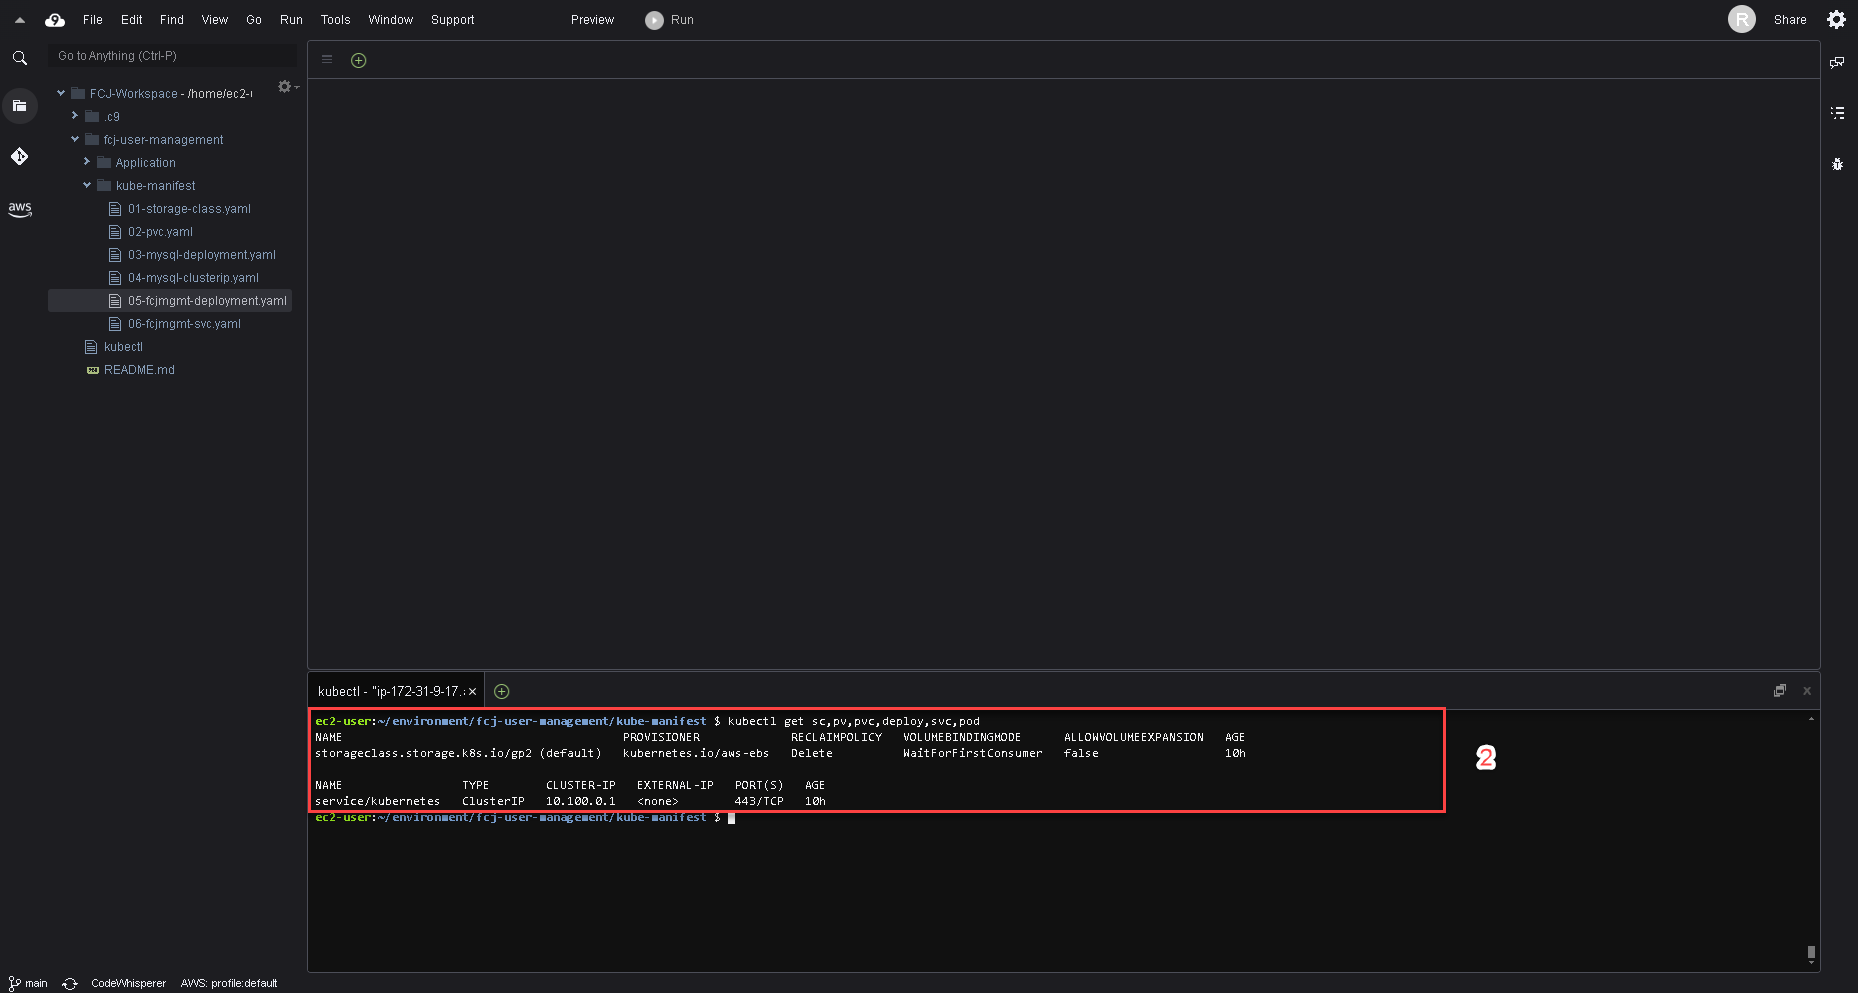 9 File Edit Find View Go Run Tools Window Support Preview Run R Share
Go to Anything (Ctrl-P)
FCJ-Workspace - /home/ec2-
.c9
fcj-user-management
Application
kube-manifest
01-storage-class.yaml
02-pvc.yaml
03-mysql-deployment.yaml
04-mysql-clusterip.yaml
05-fcjmgmt-deployment.yaml
06-fcjmgmt-svc.yaml
kubectl
README.md
aws
kubectl - "ip-172-31-9-17.
ec2-user:~/environment/fcj-user-management/kube-manifest $ kubectl get sc,pv,pvc,deploy,svc,pod
NAME PROVISIONER RECLAIMPOLICY VOLUMEBINDINGMODE ALLOWVOLUMEEXPANSION AGE
storageclass.storage.k8s.io/gp2 (default) kubernetes.io/aws-ebs Delete WaitForFirstConsumer false 10h
NAME TYPE CLUSTER-IP EXTERNAL-IP PORT(S) AGE
service/kubernetes ClusterIP 10.100.0.1 <none> 443/TCP 10h
ec2-user:~/environment/fcj-user-management/kube-manifest $
2
main CodeWhisperer AWS: profile:default